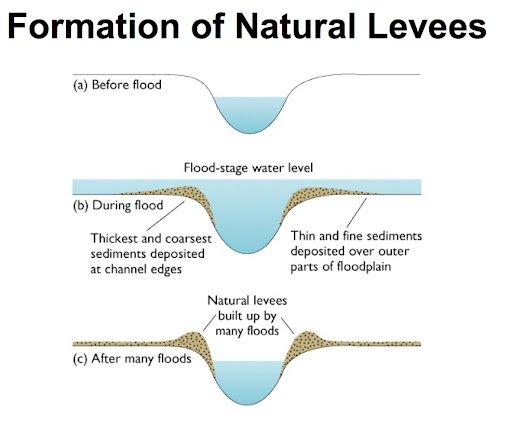 Formation of Natural Levees
(a) Before flood
Flood-stage water level
(b) During flood
Thickest and coarsest
sediments deposited
at channel edges
Thin and fine sediments
deposited over outer
parts of floodplain
Natural levees
built up by
many floods
(c) After many floods